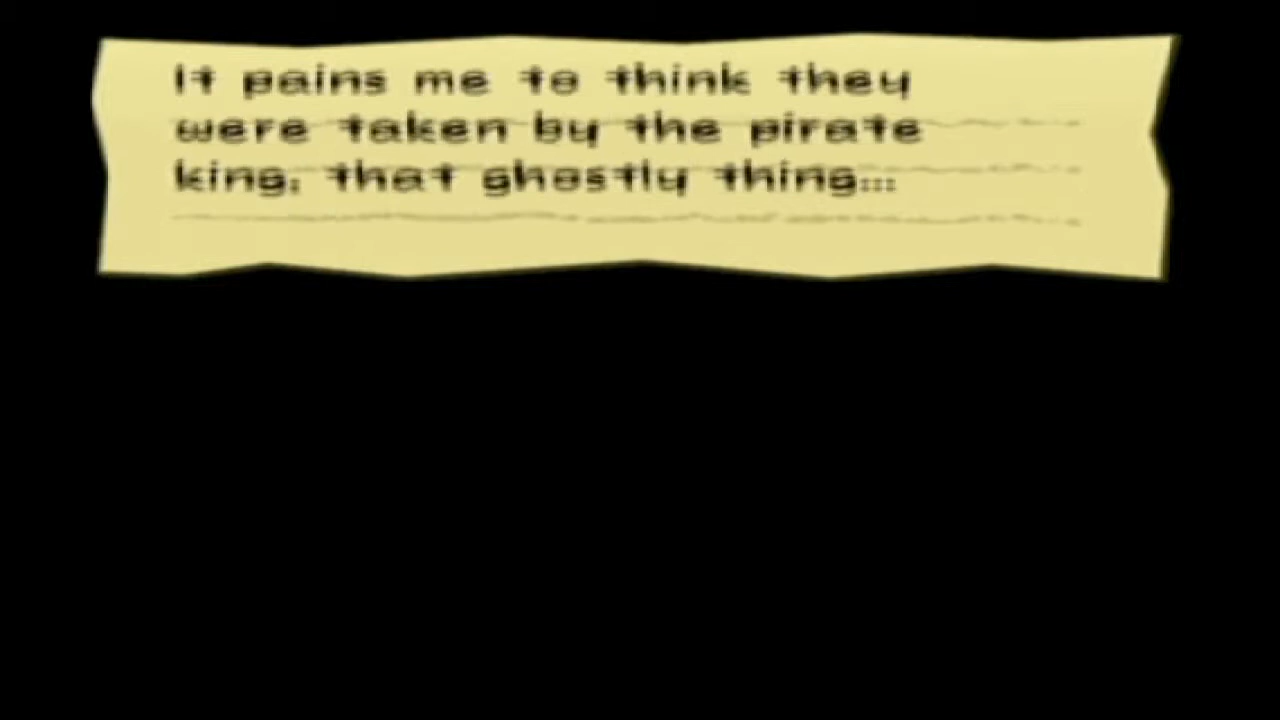 It pains me to think they
were taken by the pirate
king, that ghostly thing...